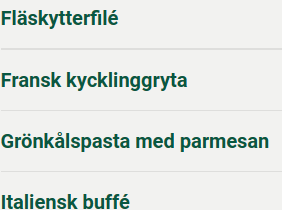 Fläskytterfilé
Fransk kycklinggryta
Grönkålspasta med parmesan
Italiensk buffé